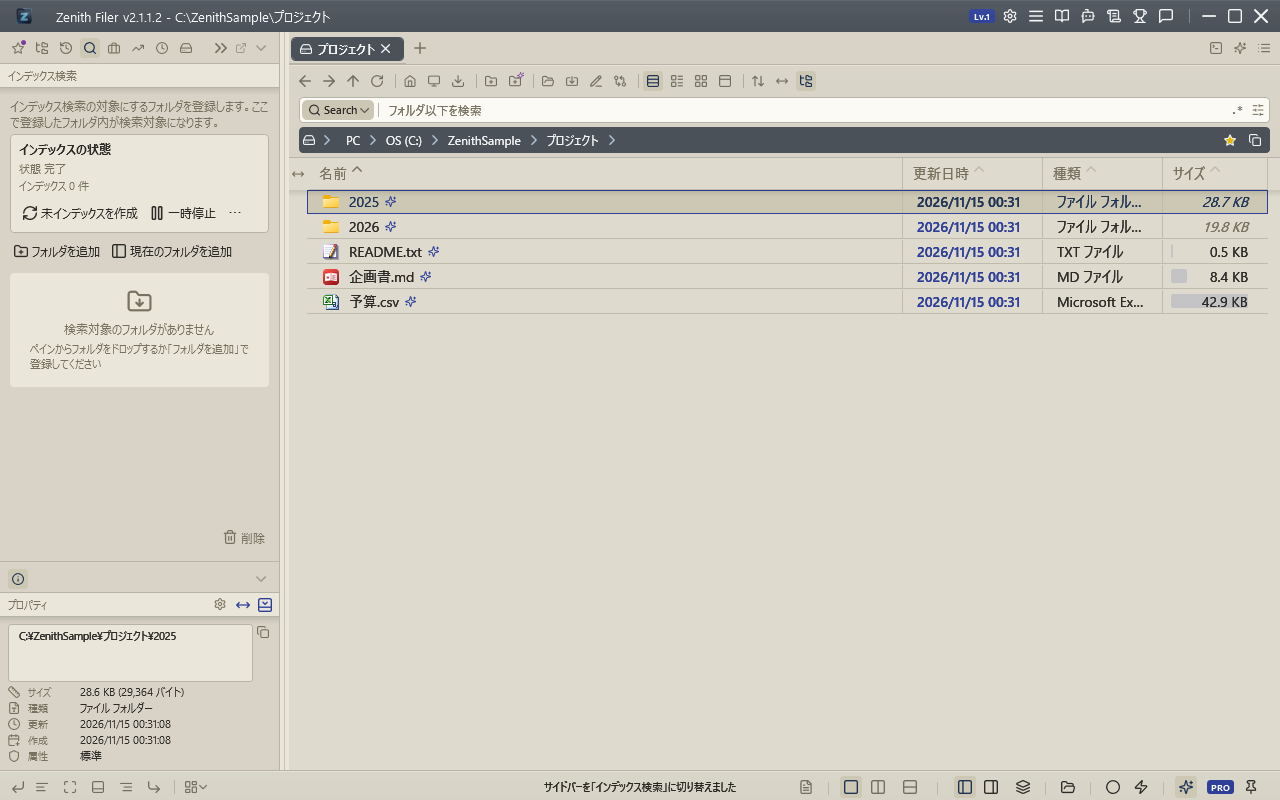 Zenith Filer v2.1.1.2 - C:\ZenithSample\プロジェクト
Lv.1
インデックス検索
インデックス検索の対象にするフォルダを登録します。ここ
で登録したフォルダ内が検索対象になります。
インデックスの状態
状態 完了
インデックス 0 件
未インデックスを作成
一時停止
フォルダを追加
現在のフォルダを追加
検索対象のフォルダがありません
ペインからフォルダをドロップするか「フォルダを追加」で
登録してください
削除
プロパティ
C:¥ZenithSample¥プロジェクト¥2025
サイズ 28.6 KB (29,364 バイト)
種類 ファイル フォルダー
更新 2026/11/15 00:31:08
作成 2026/11/15 00:31:08
属性 標準
プロジェクト
Search
フォルダ以下を検索
.*
PC
OS (C:)
ZenithSample
プロジェクト
名前 更新日時 種類 サイズ
2025 2026/11/15 00:31 ファイル フォル... 28.7 KB
2026 2026/11/15 00:31 ファイル フォル... 19.8 KB
README.txt 2026/11/15 00:31 TXT ファイル 0.5 KB
企画書.md 2026/11/15 00:31 MD ファイル 8.4 KB
予算.csv 2026/11/15 00:31 Microsoft Ex... 42.9 KB
サイドバーを「インデックス検索」に切り替えました
PRO